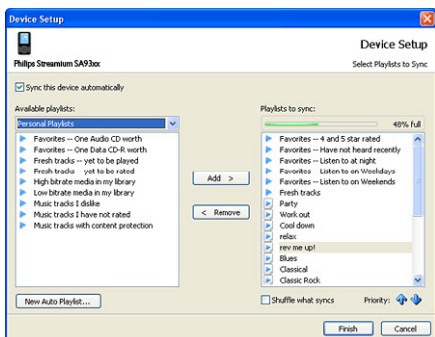 Device Setup
Device Setup
Philips Streamium SA93xx
Select Playlists to Sync
Sync this device automatically
Available playlists:
Personal Playlists
Favorites -- One Audio CD worth
Favorites -- One Data CD-R worth
Fresh tracks -- yet to be played
Fresh tracks -- yet to be rated
High bitrate media in my library
Low bitrate media in my library
Music tracks I dislike
Music tracks I have not rated
Music tracks with content protection
New Auto Playlist...
Add >
< Remove
Playlists to sync:
48% full
Favorites -- 4 and 5 star rated
Favorites -- Have not heard recently
Favorites -- Listen to at night
Favorites Listen to on Weekdays
Favorites -- Listen to on Weekends
Fresh tracks
Party
Work out
Cool down
relax
rev me up!
Blues
Classical
Classic Rock
Shuffle what syncs
Priority:
Finish
Cancel